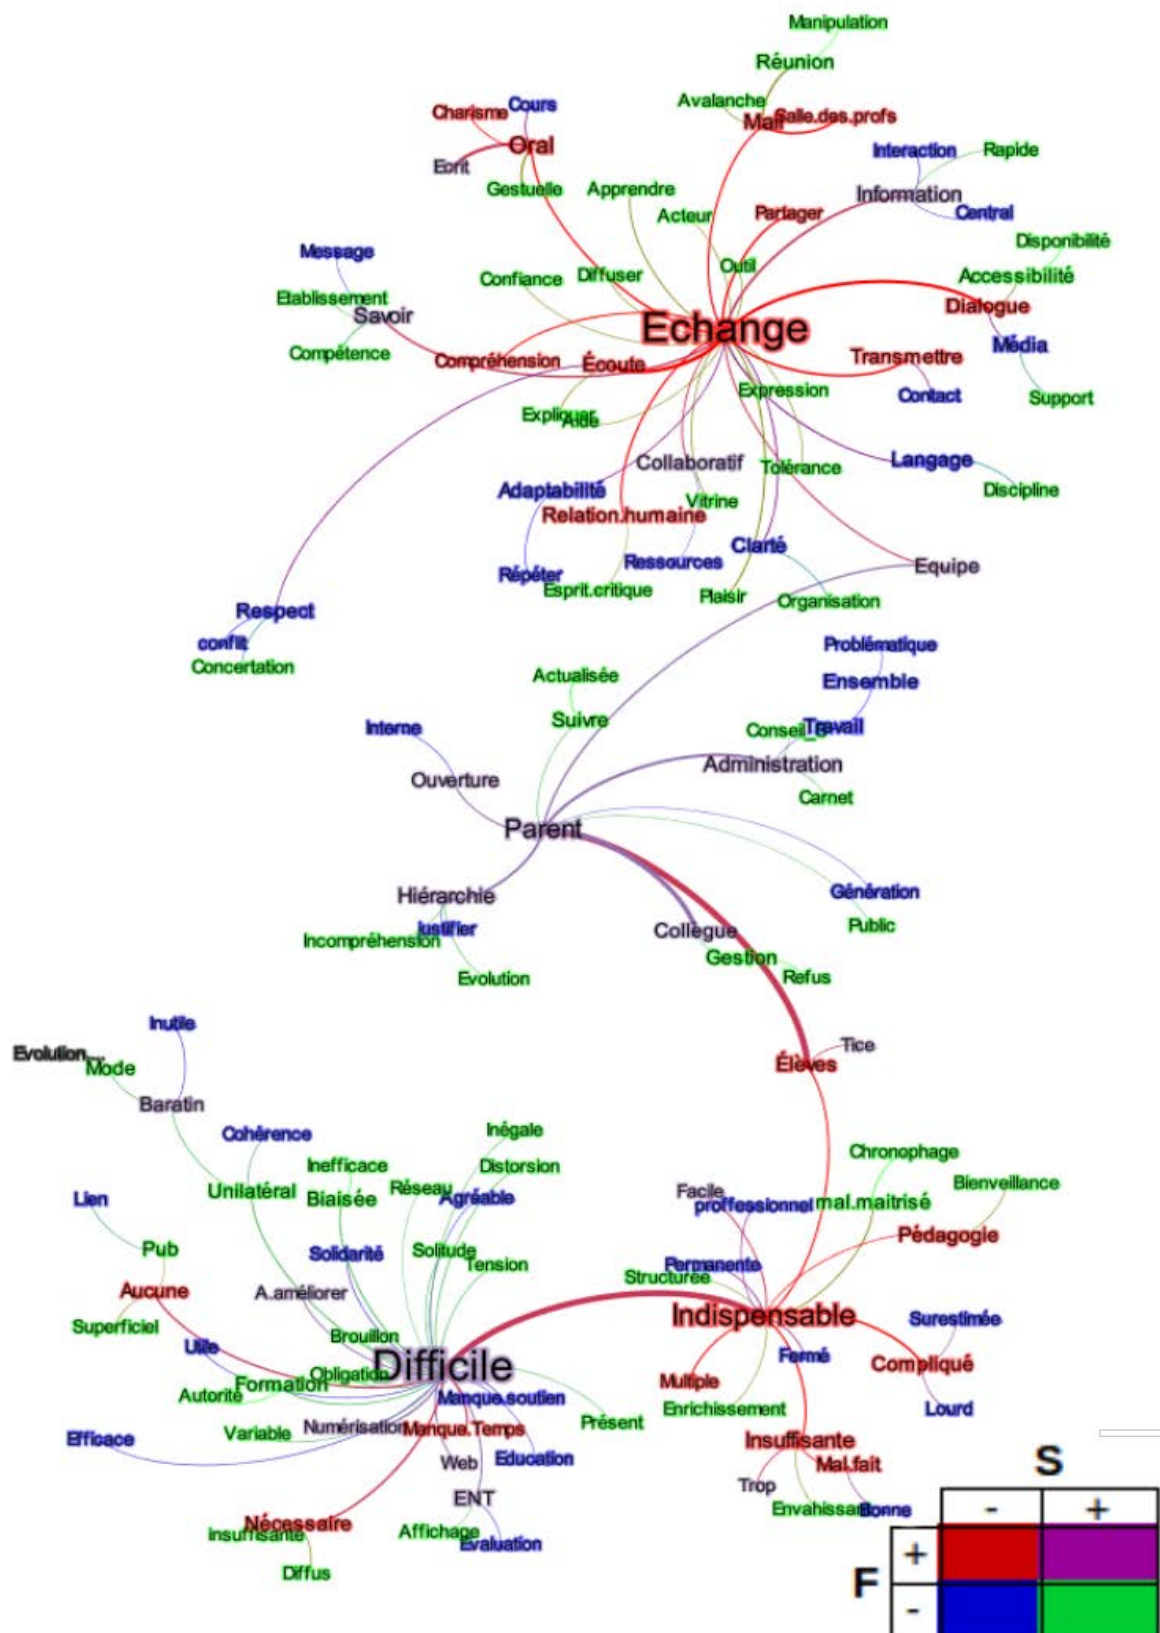 Manipulation
Réunion
Avalanche
Mail
Salle.des.profs
Charisme
Cours
Oral
Ecrit
Gestuelle
Apprendre
Acteur
Partager
Interaction
Rapide
Information
Central
Disponibilité
Accessibilité
Dialogue
Média
Support
Message
Etablissement
Savoir
Compétence
Confiance
Diffuser
Outil
Echange
Compréhension
Écoute
Transmettre
Contact
Expression
Expliquer
Aide
Collaboratif
Tolérance
Langage
Discipline
Adaptabilité
Vitrine
Relation.humaine
Ressources
Clarté
Equipe
Répéter
Esprit.critique
Plaisir
Organisation
Respect
conflit
Concertation
Problématique
Ensemble
Actualisée
Suivre
Interne
Travail
Ouverture
Administration
Carnet
Parent
Hiérarchie
justifier
Incompréhension
Evolution
Génération
Public
Collègue
Gestion
Refus
Inutile
Evolution....
Mode
Baratin
Tice
Élèves
Cohérence
Inégale
Inefficace
Distorsion
Unilatéral
Biaisée
Réseau
Agréable
Chronophage
Bienveillance
Facile
proffessionnel
mal.maitrisé
Pédagogie
Lien
Pub
Solidarité
Solitude
Tension
Permanente
Structurée
Aucune
A.améliorer
Superficiel
Utile
Brouillon
Difficile
Indispensable
Surestimée
Fermé
Compliqué
Obligation
Formation
Autorité
Manque.soutien
Multiple
Enrichissement
Lourd
Présent
Variable
Numérisation
Manque.Temps
Efficace
Web
Education
Insuffisante
Mal.fait
Trop
ENT
Envahissant
Bonne
Nécessaire
insuffisante
Affichage
Evaluation
Diffus
S
- +
F +
-